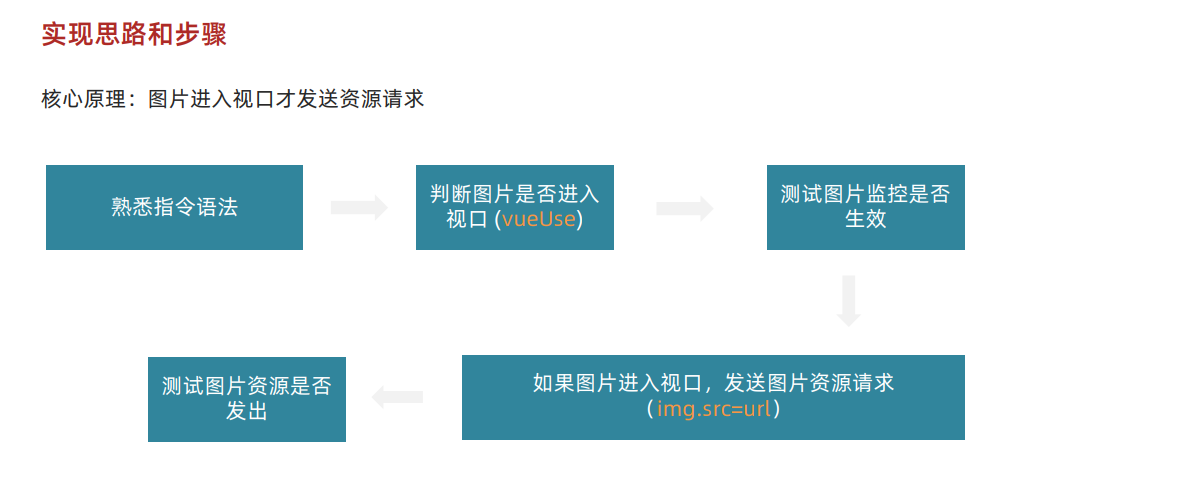 实现思路和步骤
核心原理：图片进入视口才发送资源请求
熟悉指令语法
判断图片是否进入
视口 (vueUse)
测试图片监控是否
生效
如果图片进入视口，发送图片资源请求
（img.src=url）
测试图片资源是否
发出